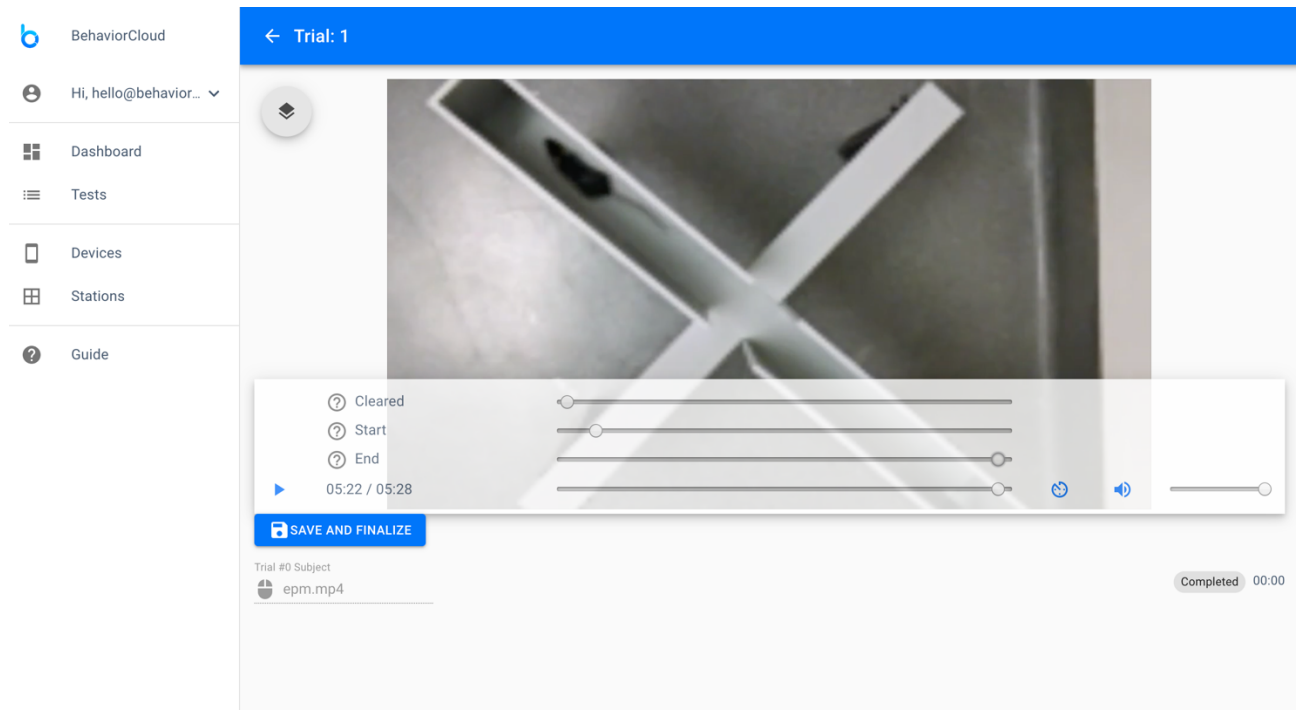 BehaviorCloud
Hi, hello@behavior...
Dashboard
Tests
Devices
Stations
Guide
Trial: 1
Cleared
Start
End
05:22 / 05:28
SAVE AND FINALIZE
Trial #0 Subject
epm.mp4
Completed 00:00